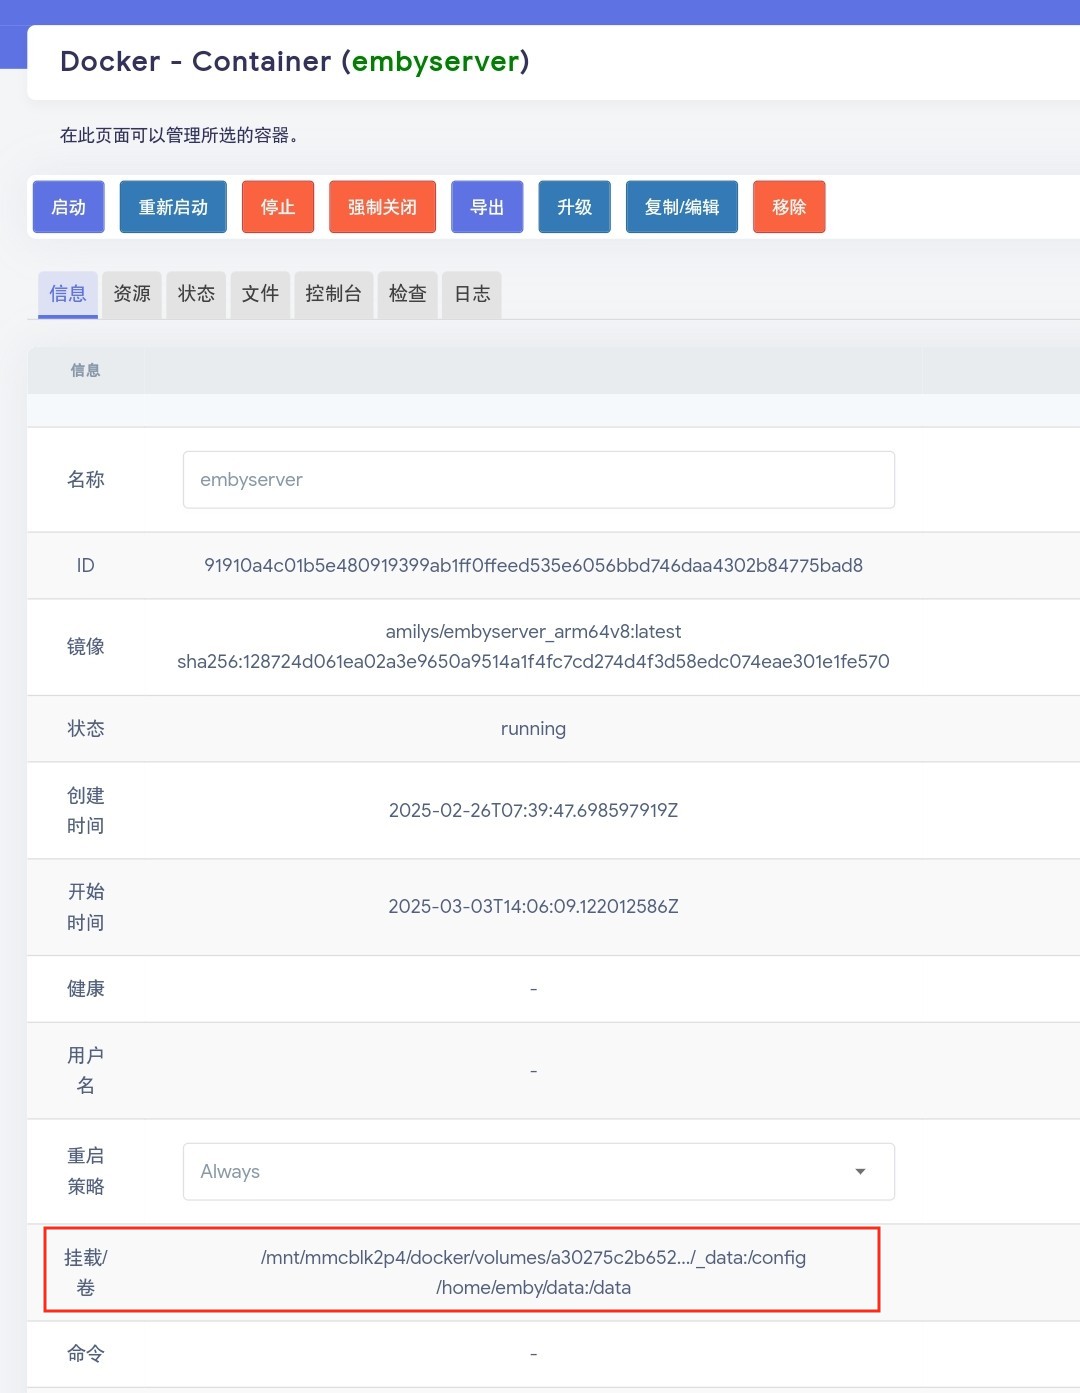 Docker - Container (embyserver)
在此页面可以管理所选的容器。
启动 重新启动 停止 强制关闭 导出 升级 复制/编辑 移除
信息 资源 状态 文件 控制台 检查 日志
信息
名称 embyserver
ID 91910a4c01b5e480919399ab1ff0ffeed535e6056bbd746daa4302b84775bad8
镜像 amilys/embyserver_arm64v8:latest
sha256:128724d061ea02a3e9650a9514a1f4fc7cd274d4f3d58edc074eae301e1fe570
状态 running
创建
时间 2025-02-26T07:39:47.698597919Z
开始
时间 2025-03-03T14:06:09.122012586Z
健康 -
用户
名 -
重启
策略 Always
挂载/ /mnt/mmcblk2p4/docker/volumes/a30275c2b652.../_data:/config
卷 /home/emby/data:/data
命令 -